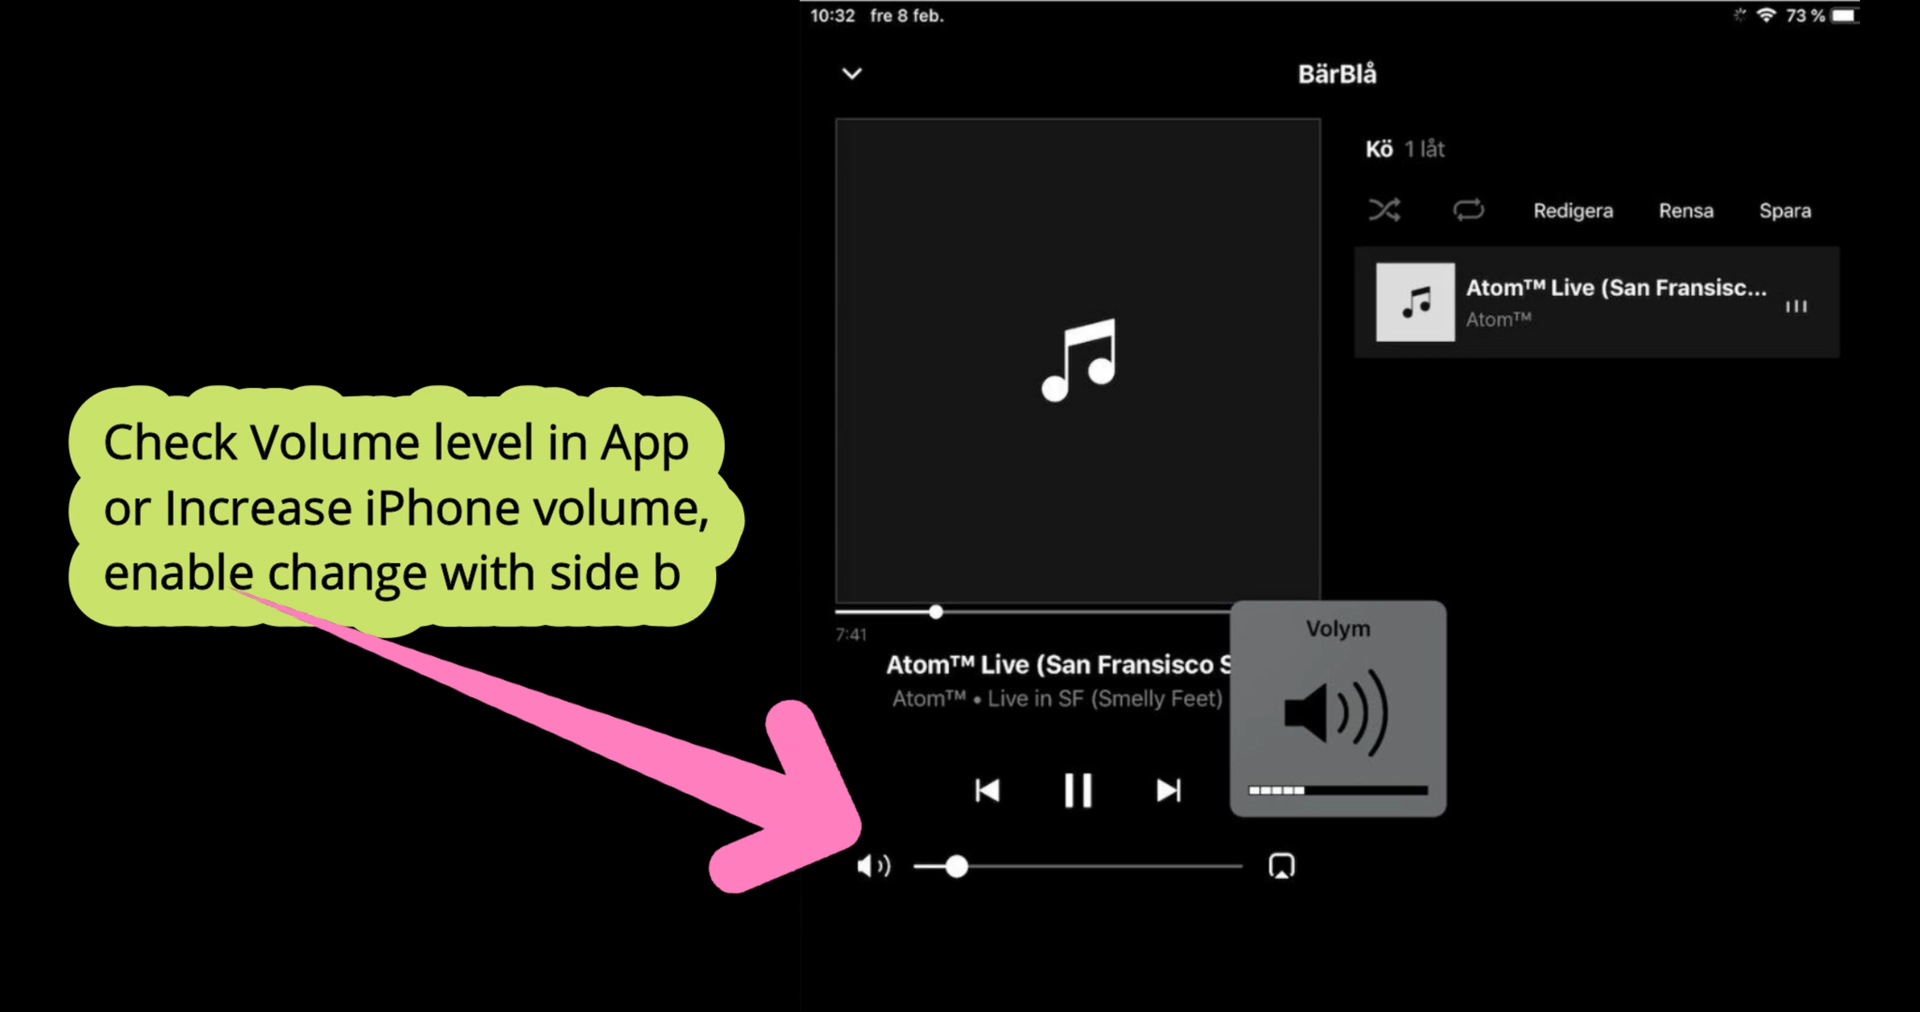 10:32 fre 8 feb.
73 %
BärBlå
Kö 1 låt
Redigera Rensa Spara
Atom™ Live (San Fransisc...
Atom™
Check Volume level in App
or Increase iPhone volume,
enable change with side b
7:41
Atom™ Live (San Fransisco S
Atom™ • Live in SF (Smelly Feet)
Volym